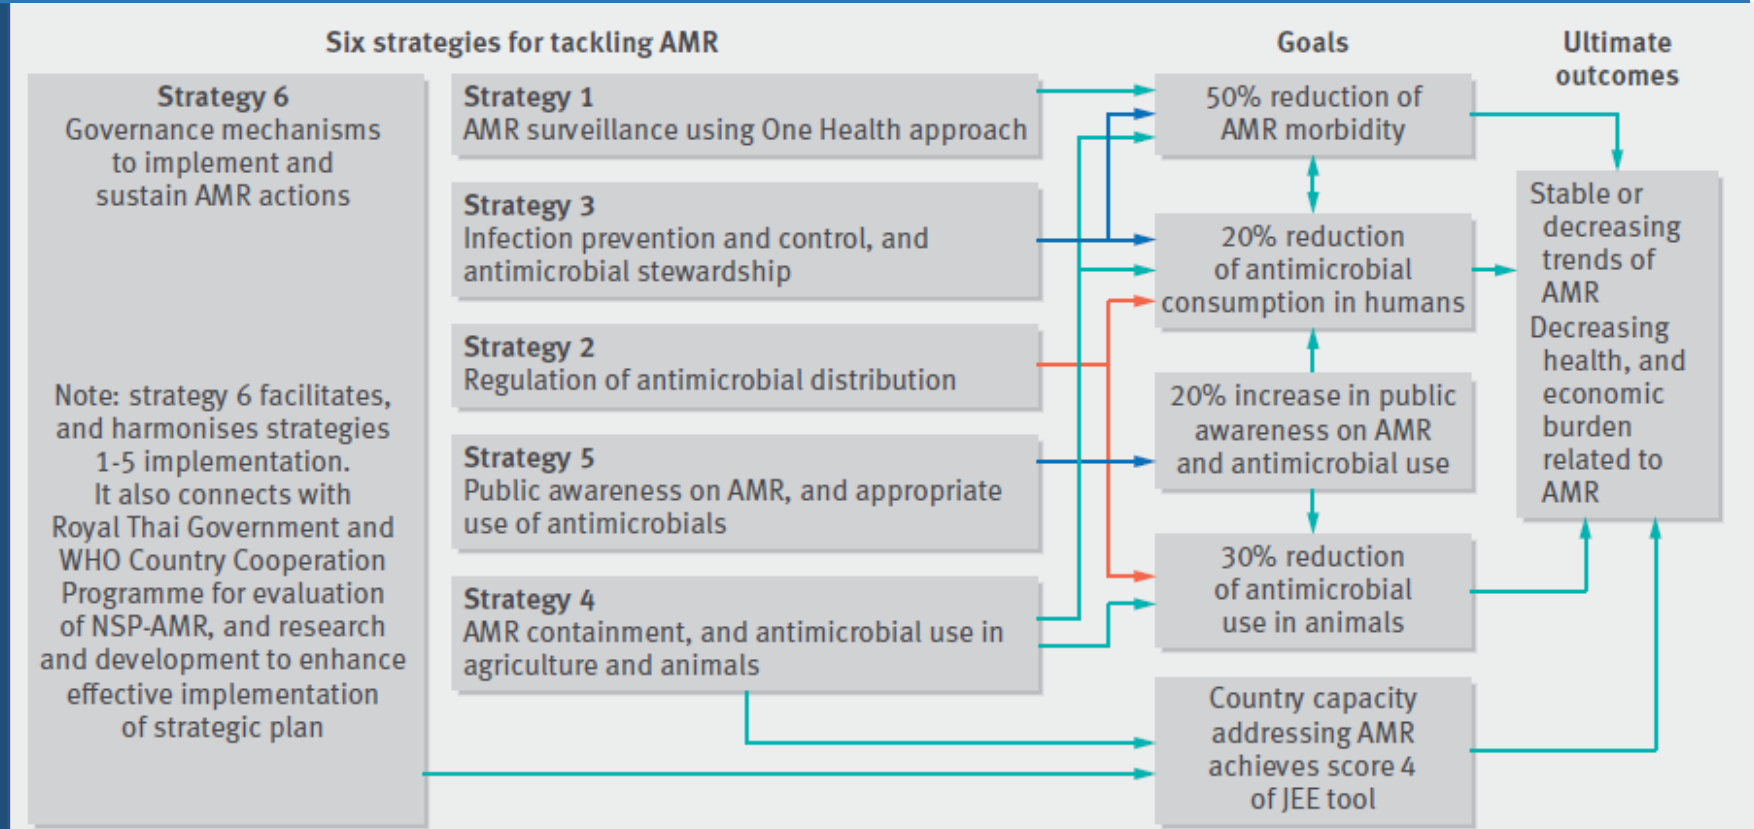 Six strategies for tackling AMR
Goals
Ultimate
outcomes
Strategy 6
Governance mechanisms
to implement and
sustain AMR actions
Note: strategy 6 facilitates,
and harmonises strategies
1-5 implementation.
It also connects with
Royal Thai Government and
WHO Country Cooperation
Programme for evaluation
of NSP-AMR, and research
and development to enhance
effective implementation
of strategic plan
Strategy 1
AMR surveillance using One Health approach
Strategy 3
Infection prevention and control, and
antimicrobial stewardship
Strategy 2
Regulation of antimicrobial distribution
Strategy 5
Public awareness on AMR, and appropriate
use of antimicrobials
Strategy 4
AMR containment, and antimicrobial use in
agriculture and animals
50% reduction of
AMR morbidity
20% reduction
of antimicrobial
consumption in humans
20% increase in public
awareness on AMR
and antimicrobial use
30% reduction
of antimicrobial
use in animals
Country capacity
addressing AMR
achieves score 4
of JEE tool
Stable or
decreasing
trends of
AMR
Decreasing
health, and
economic
burden
related to
AMR